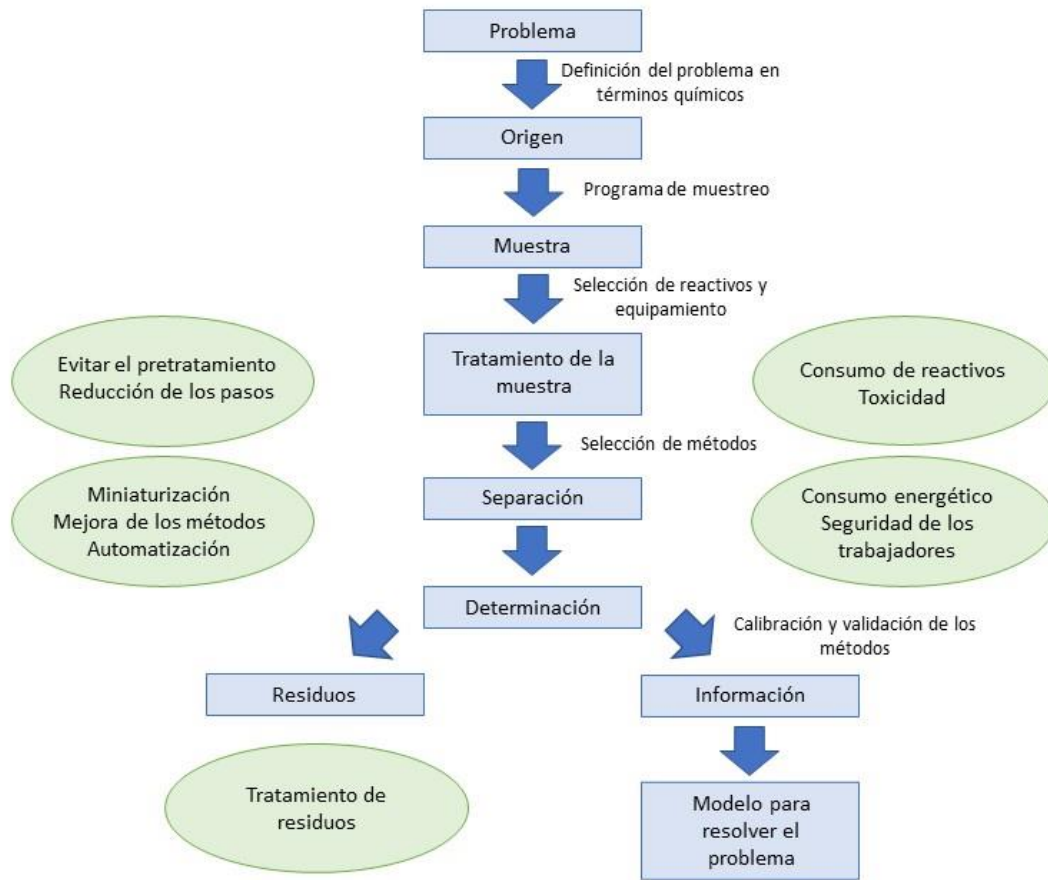 Problema
Definición del problema en
términos químicos
Origen
Programa de muestreo
Muestra
Selección de reactivos y
equipamiento
Evitar el pretratamiento
Reducción de los pasos
Tratamiento de la
muestra
Consumo de reactivos
Toxicidad
Selección de métodos
Miniaturización
Mejora de los métodos
Automatización
Separación
Consumo energético
Seguridad de los
trabajadores
Determinación
Calibración y validación de los
métodos
Residuos
Información
Tratamiento de
residuos
Modelo para
resolver el
problema